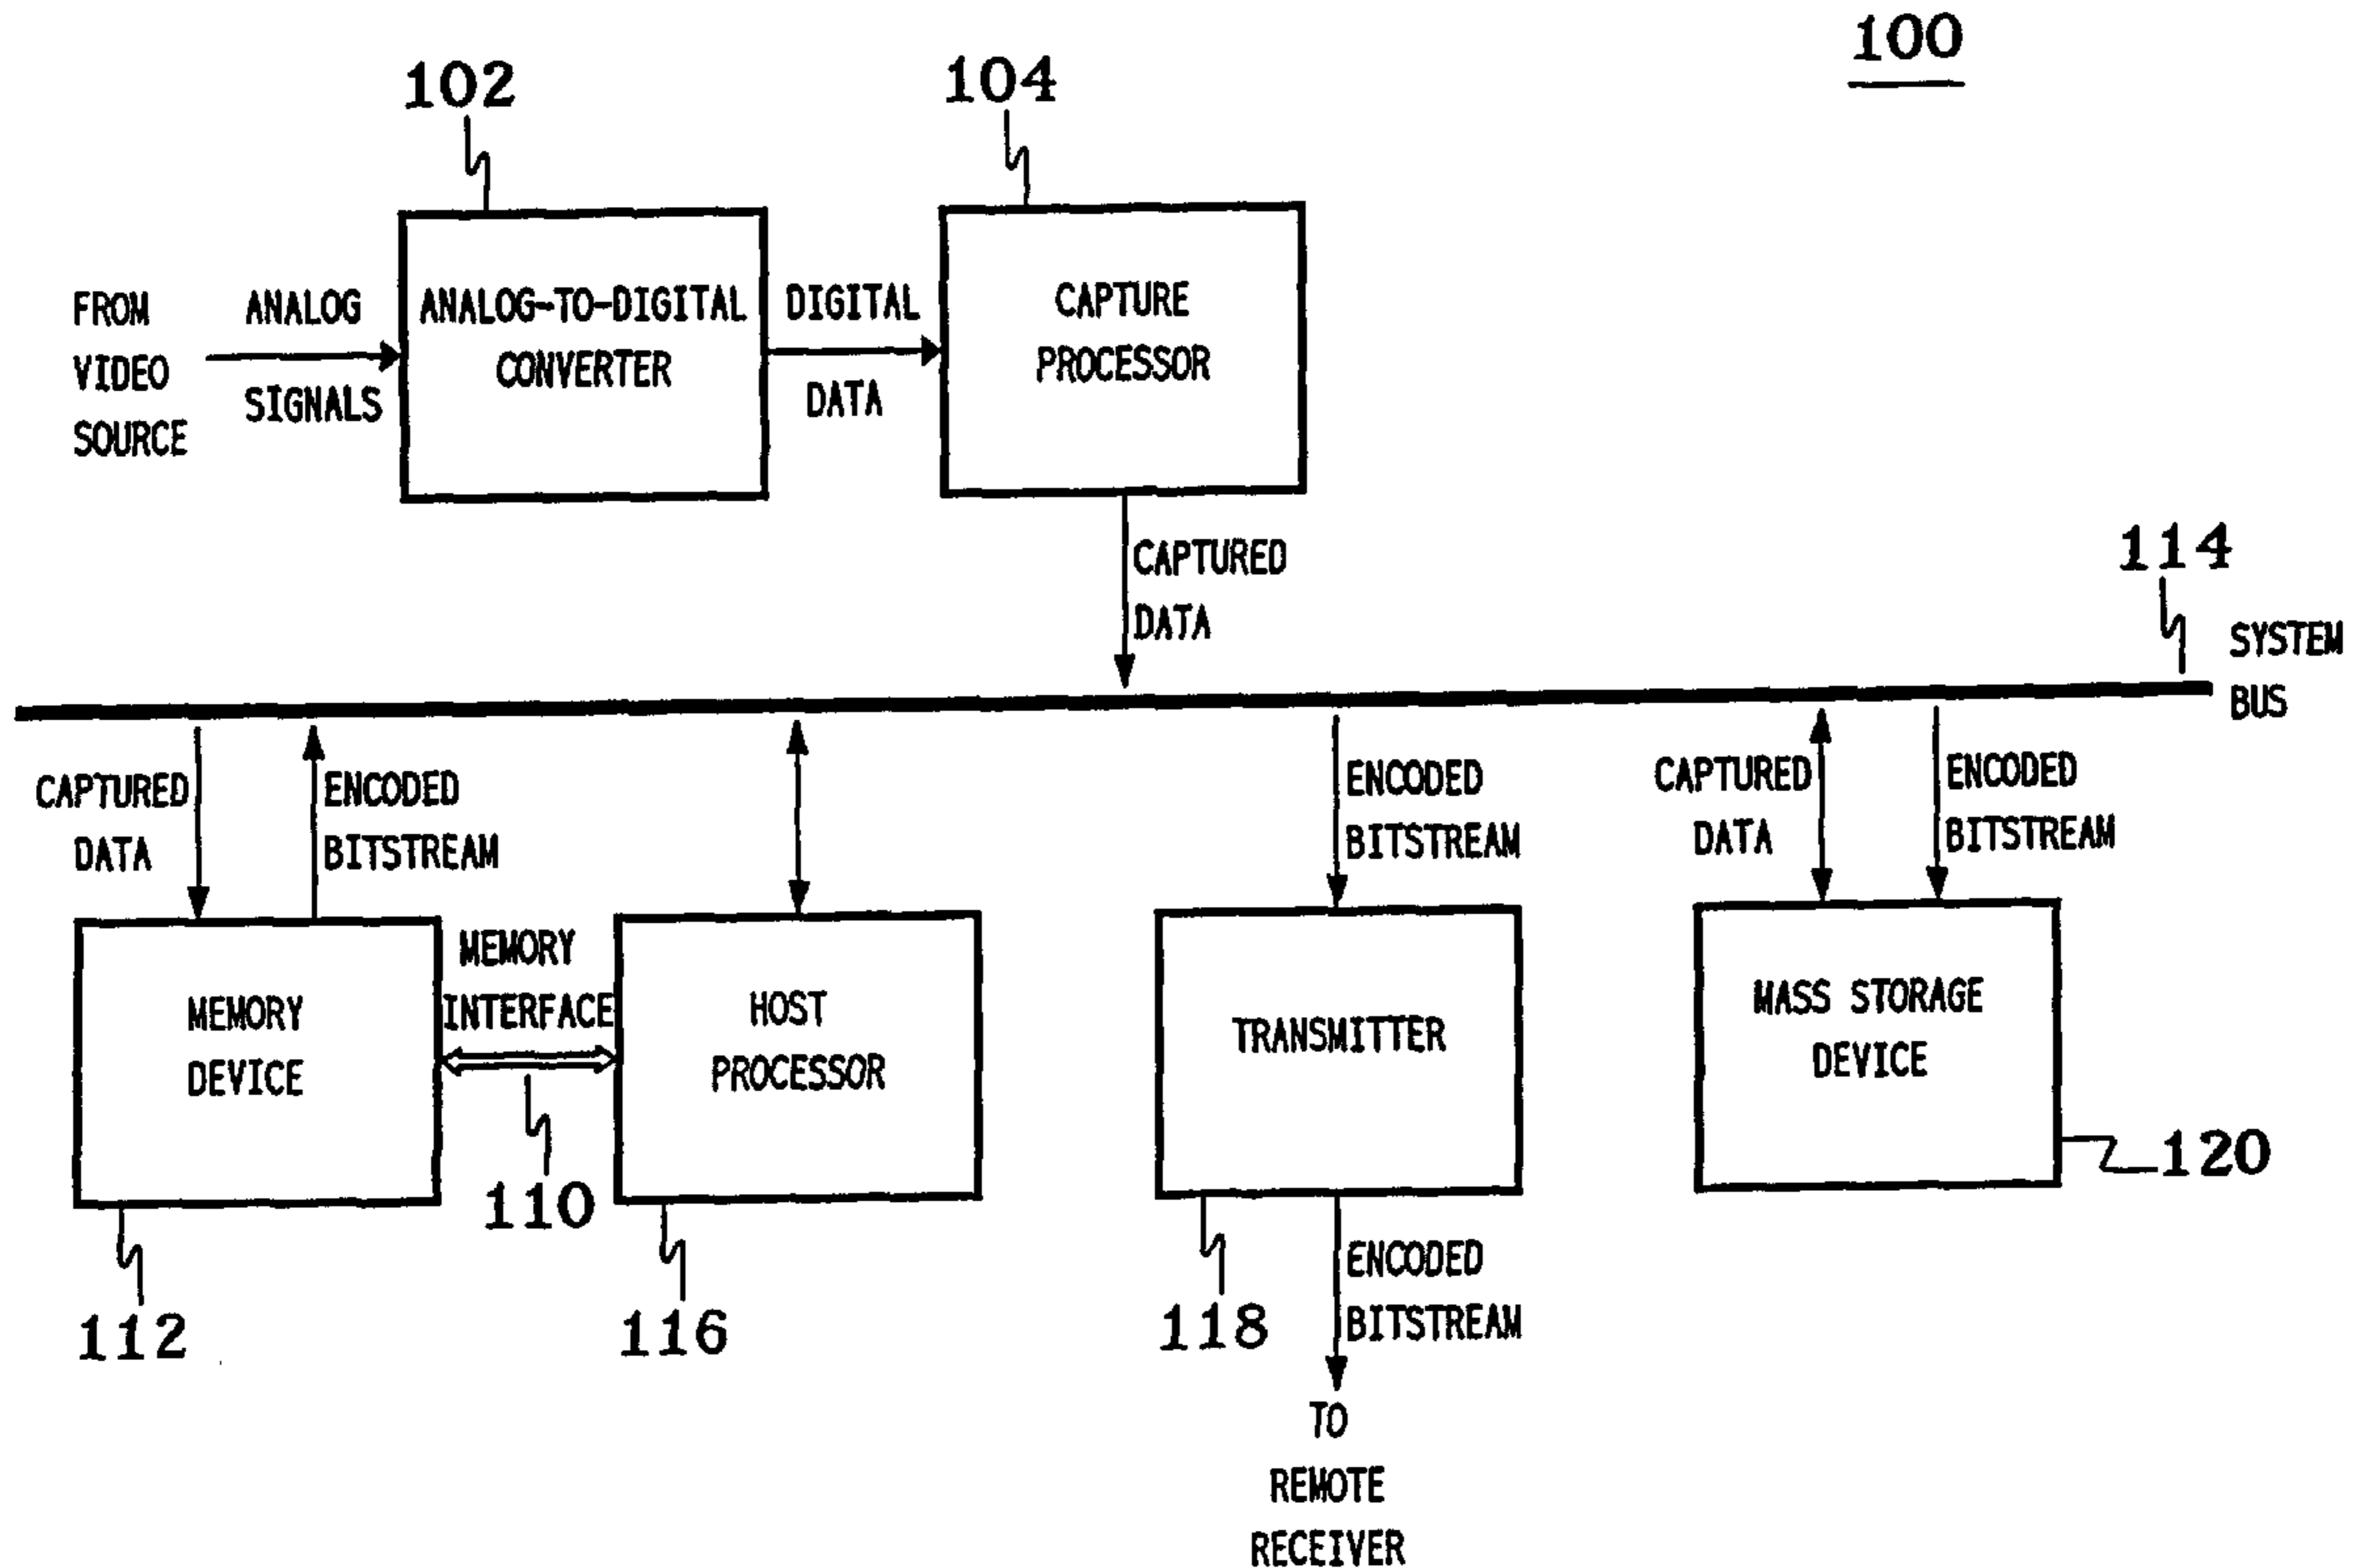 100
102
104
FROM
VIDEO
SOURCE
ANALOG
SIGNALS
ANALOG-TO-DIGITAL
CONVERTER
DIGITAL
DATA
CAPTURE
PROCESSOR
CAPTURED
DATA
114
SYSTEM
BUS
CAPTURED
DATA
ENCODED
BITSTREAM
ENCODED
BITSTREAM
CAPTURED
DATA
ENCODED
BITSTREAM
MEMORY
DEVICE
MEMORY
INTERFACE
HOST
PROCESSOR
TRANSMITTER
MASS STORAGE
DEVICE
110
120
112
116
118
ENCODED
BITSTREAM
TO
REMOTE
RECEIVER